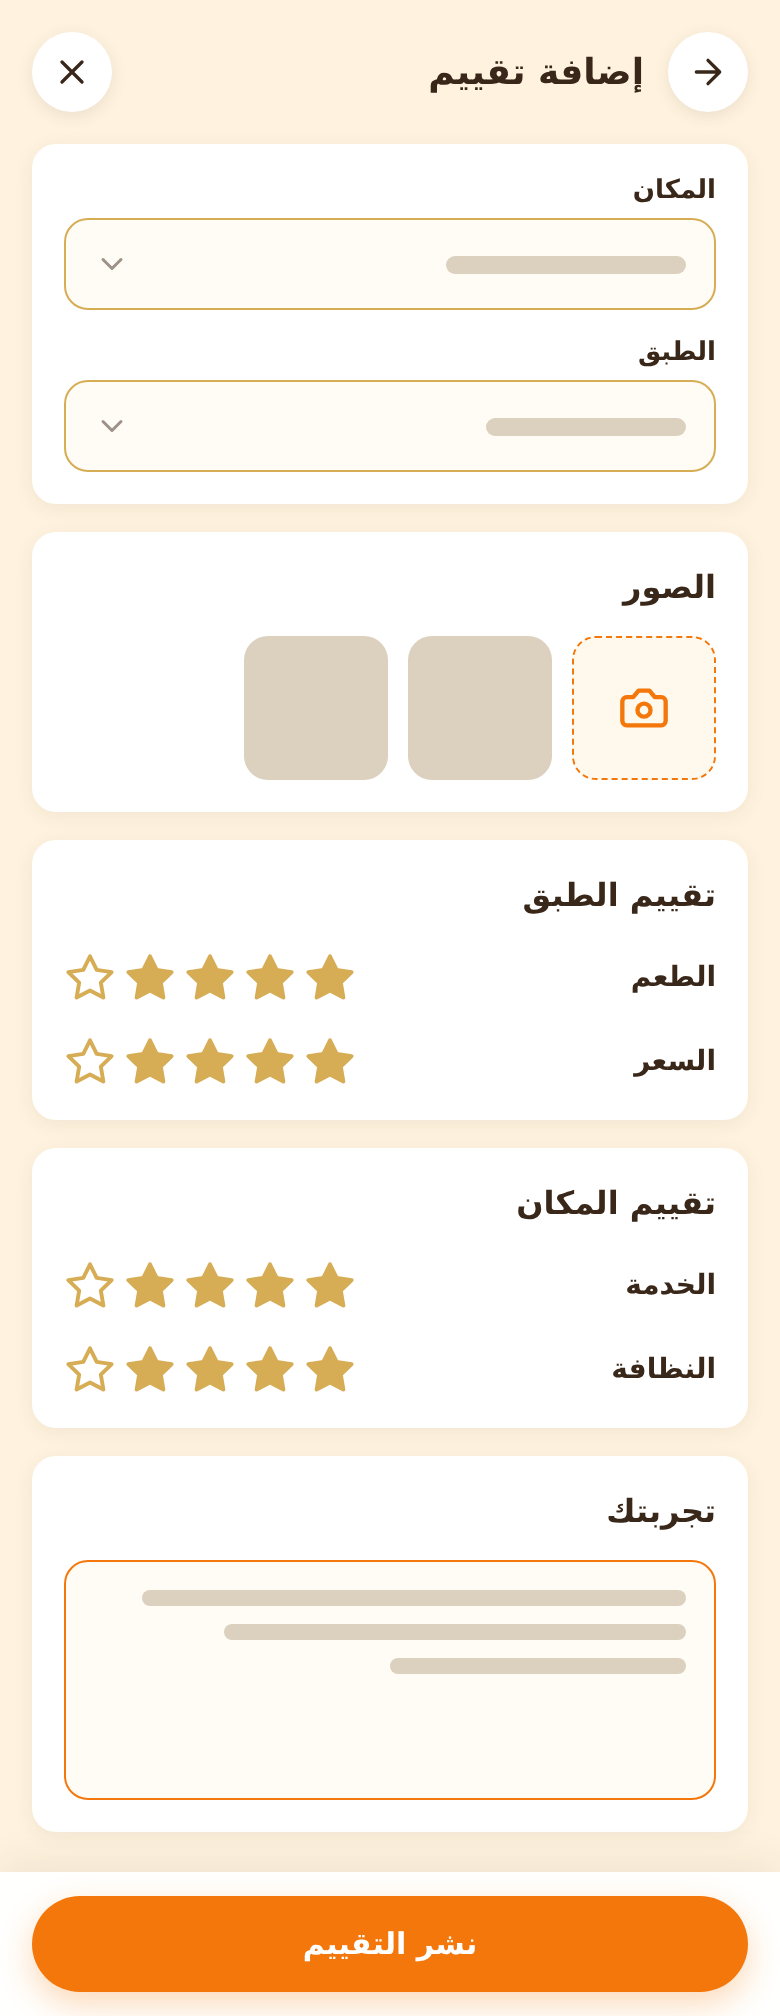 إضافة تقييم
المكان
الطبق
الصور
تقييم الطبق
الطعم
السعر
تقييم المكان
الخدمة
النظافة
تجربتك
نشر التقييم